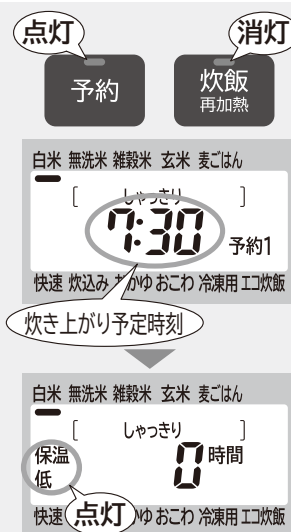 点灯
消灯
予約
炊飯
再加熱
白米 無洗米 雑穀米 玄米 麦ごはん
[ しゃっきり ]
7:30 予約1
快速 炊込み おかゆ おこわ 冷凍用 エコ炊飯
炊き上がり予定時刻
白米 無洗米 雑穀米 玄米 麦ごはん
[ しゃっきり ]
保温 0時間
低
点灯
快速 かゆ おこわ 冷凍用 エコ炊飯